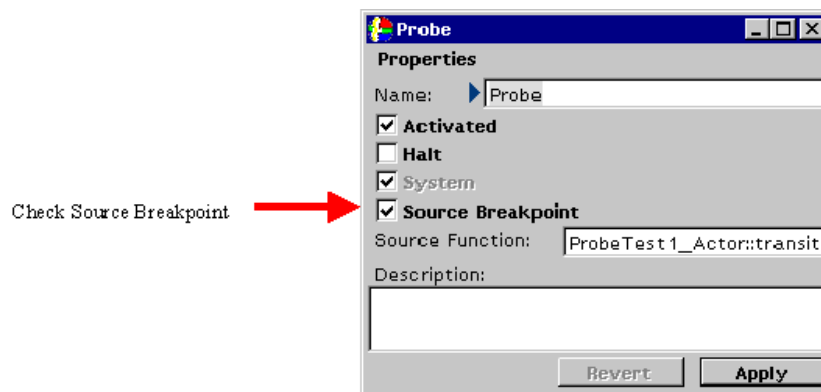 Probe
Properties
Name: Probe
Activated
Halt
System
Check Source Breakpoint
Source Breakpoint
Source Function: ProbeTest1_Actor::transit
Description:
Revert Apply